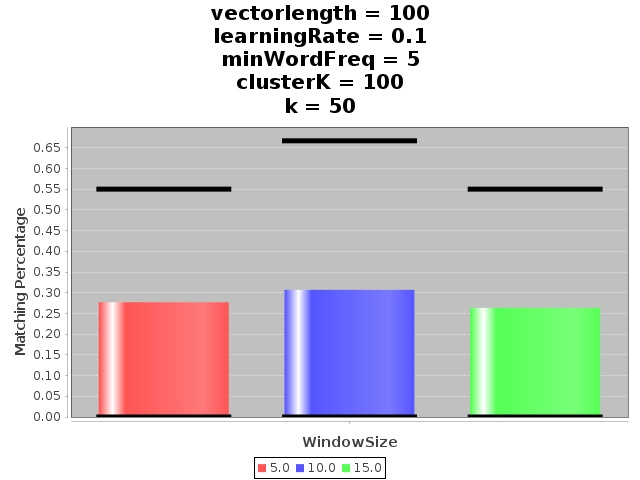 vectorlength = 100
learningRate = 0.1
minWordFreq = 5
clusterK = 100
k = 50
0.65
0.60
0.55
0.50
0.45
0.40
0.35
0.30
0.25
0.20
0.15
0.10
0.05
0.00
Matching Percentage
WindowSize
5.0 10.0 15.0